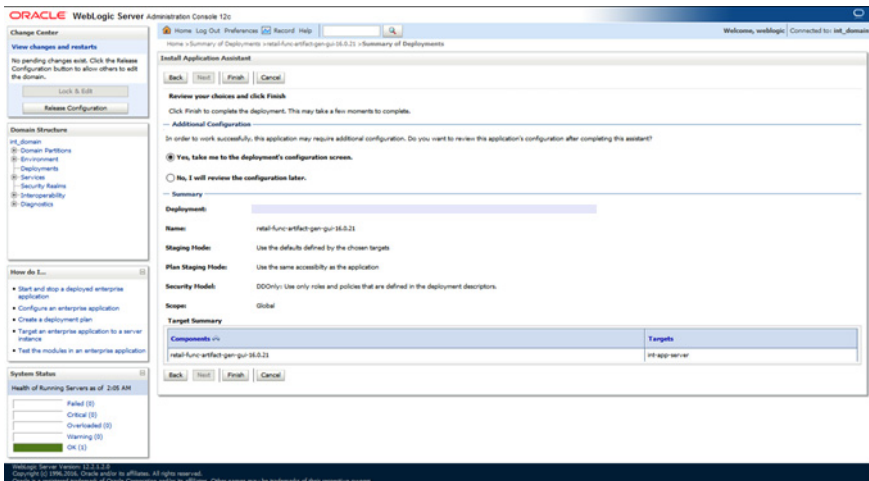 ORACLE WebLogic Server Administration Console 12c
Change Center
View changes and restarts
No pending changes exist. Click the Release
Configuration button to allow others to edit
the domain.
Lock & Edit
Release Configuration
Domain Structure
int_domain
Domain Partitions
Environment
Deployments
Services
Security Realms
Interoperability
Diagnostics
How do I...
Start and stop a deployed enterprise
application
Configure an enterprise application
Create a deployment plan
Target an enterprise application to a server
instance
Test the modules in an enterprise application
System Status
Health of Running Servers as of 2:05 AM
Failed (0)
Critical (0)
Overloaded (0)
Warning (0)
OK (1)
Home Log Out Preferences Record Help
Welcome, weblogic Connected to: int_domain
Home >Summary of Deployments >retail-func-artifact-gen-gui-16.0.21 >Summary of Deployments
Install Application Assistant
Back Next Finish Cancel
Review your choices and click Finish
Click Finish to complete the deployment. This may take a few moments to complete.
Additional Configuration
In order to work successfully, this application may require additional configuration. Do you want to review this application's configuration after completing this assistant?
Yes, take me to the deployment's configuration screen.
No, I will review the configuration later.
Summary
Deployment:
Name: retail-func-artifact-gen-gui-16.0.21
Staging Mode: Use the defaults defined by the chosen targets
Plan Staging Mode: Use the same accessibilty as the application
Security Model: DDOnly: Use only roles and policies that are defined in the deployment descriptors.
Scope: Global
Target Summary
Components Targets
retail-func-artifact-gen-gui-16.0.21 int-app-server
Back Next Finish Cancel
WebLogic Server Version: 12.2.1.2.0
Copyright (c) 1996,2016, Oracle and/or its affiliates. All rights reserved.